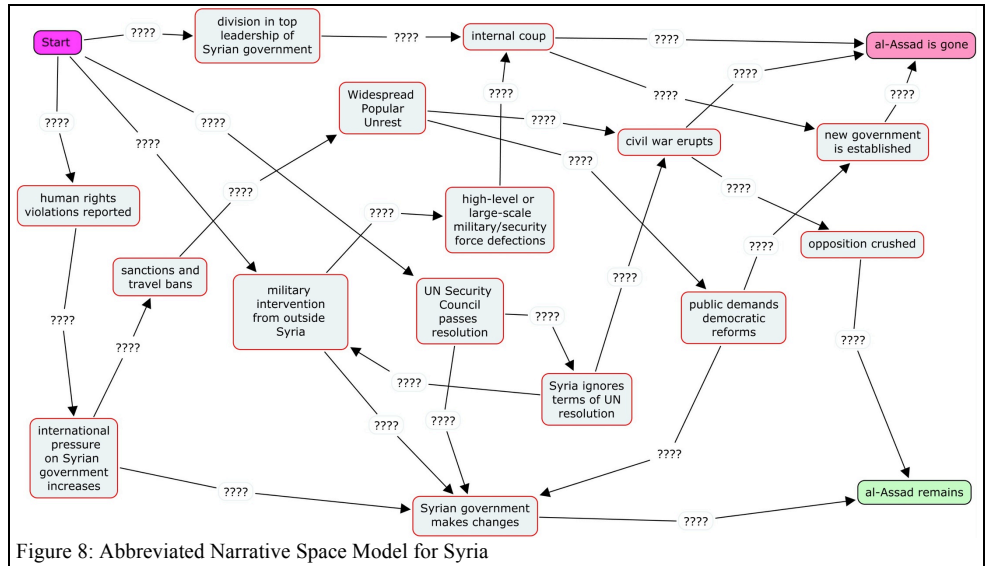 division in top
leadership of
Syrian government
Start
????
????
internal coup
????
al-Assad is gone
????
????
????
????
????
????
Widespread
Popular
Unrest
????
????
????
civil war erupts
new government
is established
human rights
violations reported
????
????
high-level or
large-scale
military/security
force defections
????
????
opposition crushed
sanctions and
travel bans
????
military
intervention
from outside
Syria
UN Security
Council
passes
resolution
????
public demands
democratic
reforms
????
????
????
????
Syria ignores
terms of UN
resolution
????
????
????
international
pressure
on Syrian
government
increases
????
Syrian government
makes changes
????
al-Assad remains
Figure 8: Abbreviated Narrative Space Model for Syria